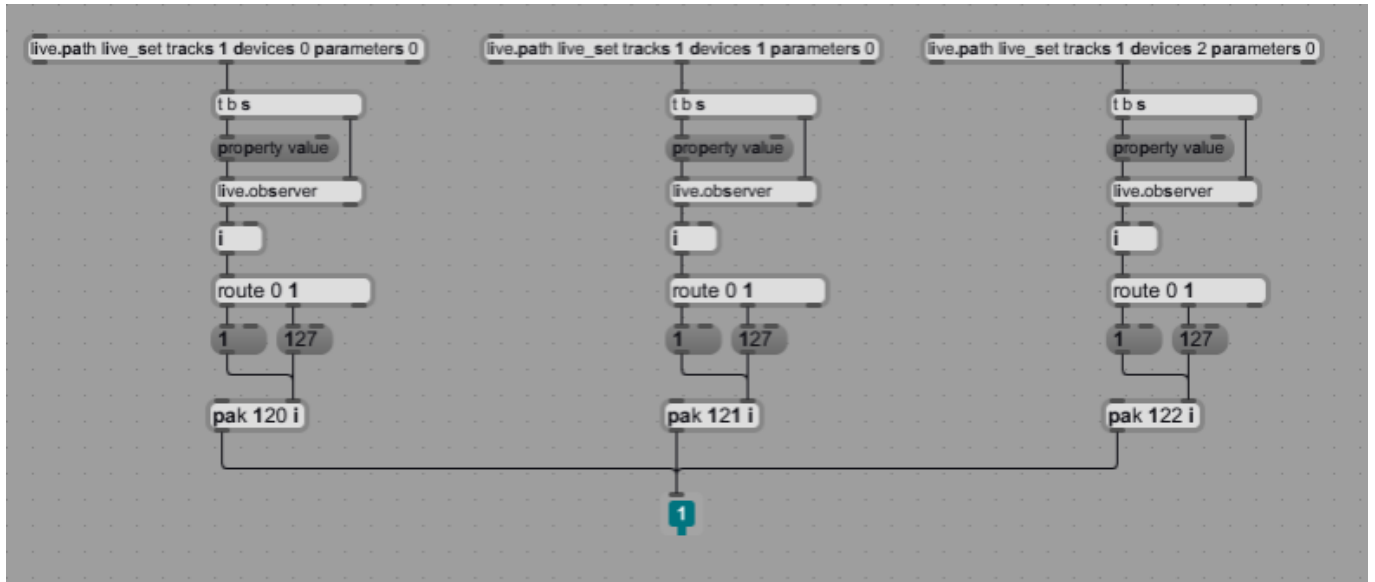 live.path live_set tracks 1 devices 0 parameters 0
live.path live_set tracks 1 devices 1 parameters 0
live.path live_set tracks 1 devices 2 parameters 0
t b s
t b s
t b s
property value
property value
property value
live.observer
live.observer
live.observer
i
i
i
route 0 1
route 0 1
route 0 1
1
127
1
127
1
127
pak 120 i
pak 121 i
pak 122 i
1